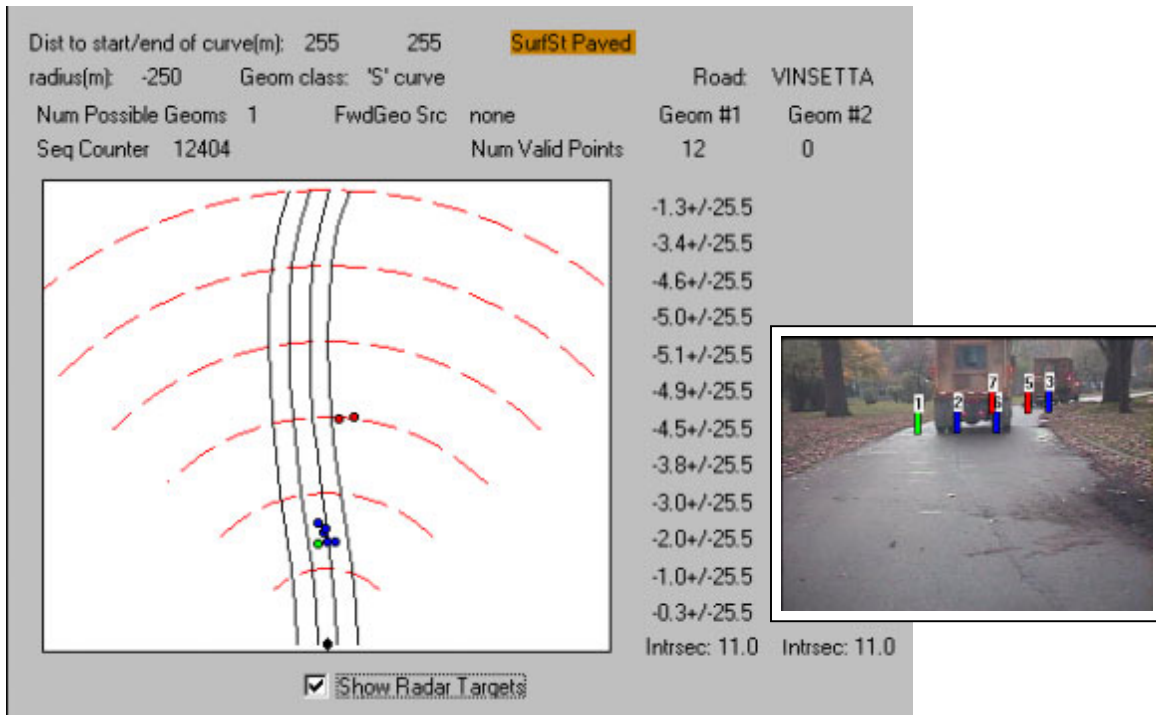 Dist to start/end of curve(m): 255 255 SurfSt Paved
radius(m): -250 Geom class: 'S' curve Road: VINSETTA
Num Possible Geoms 1 FwdGeo Src none Geom #1 Geom #2
Seq Counter 12404 Num Valid Points 12 0
-1.3+/-25.5
-3.4+/-25.5
-4.6+/-25.5
-5.0+/-25.5
-5.1+/-25.5
-4.9+/-25.5
-4.5+/-25.5
-3.8+/-25.5
-3.0+/-25.5
-2.0+/-25.5
-1.0+/-25.5
-0.3+/-25.5
Intrsec: 11.0 Intrsec: 11.0
Show Radar Targets
7 5 3
1 2 6